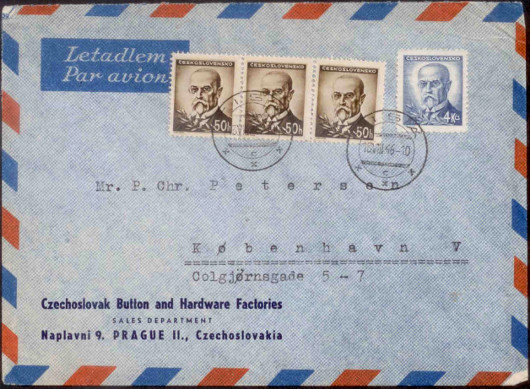 Letadlem
Par avion
ČESKOSLOVENSKO
50h
ČESKOSLOVENSKO
50h
ČESKOSLOVENSKO
50h
ČESKOSLOVENSKO
4Kčs
Mr. P. Chr. Petersen
København V
Colgjørnsgade 5 - 7
Czechoslovak Button and Hardware Factories
SALES DEPARTMENT
Naplavni 9. PRAGUE II., Czechoslovakia